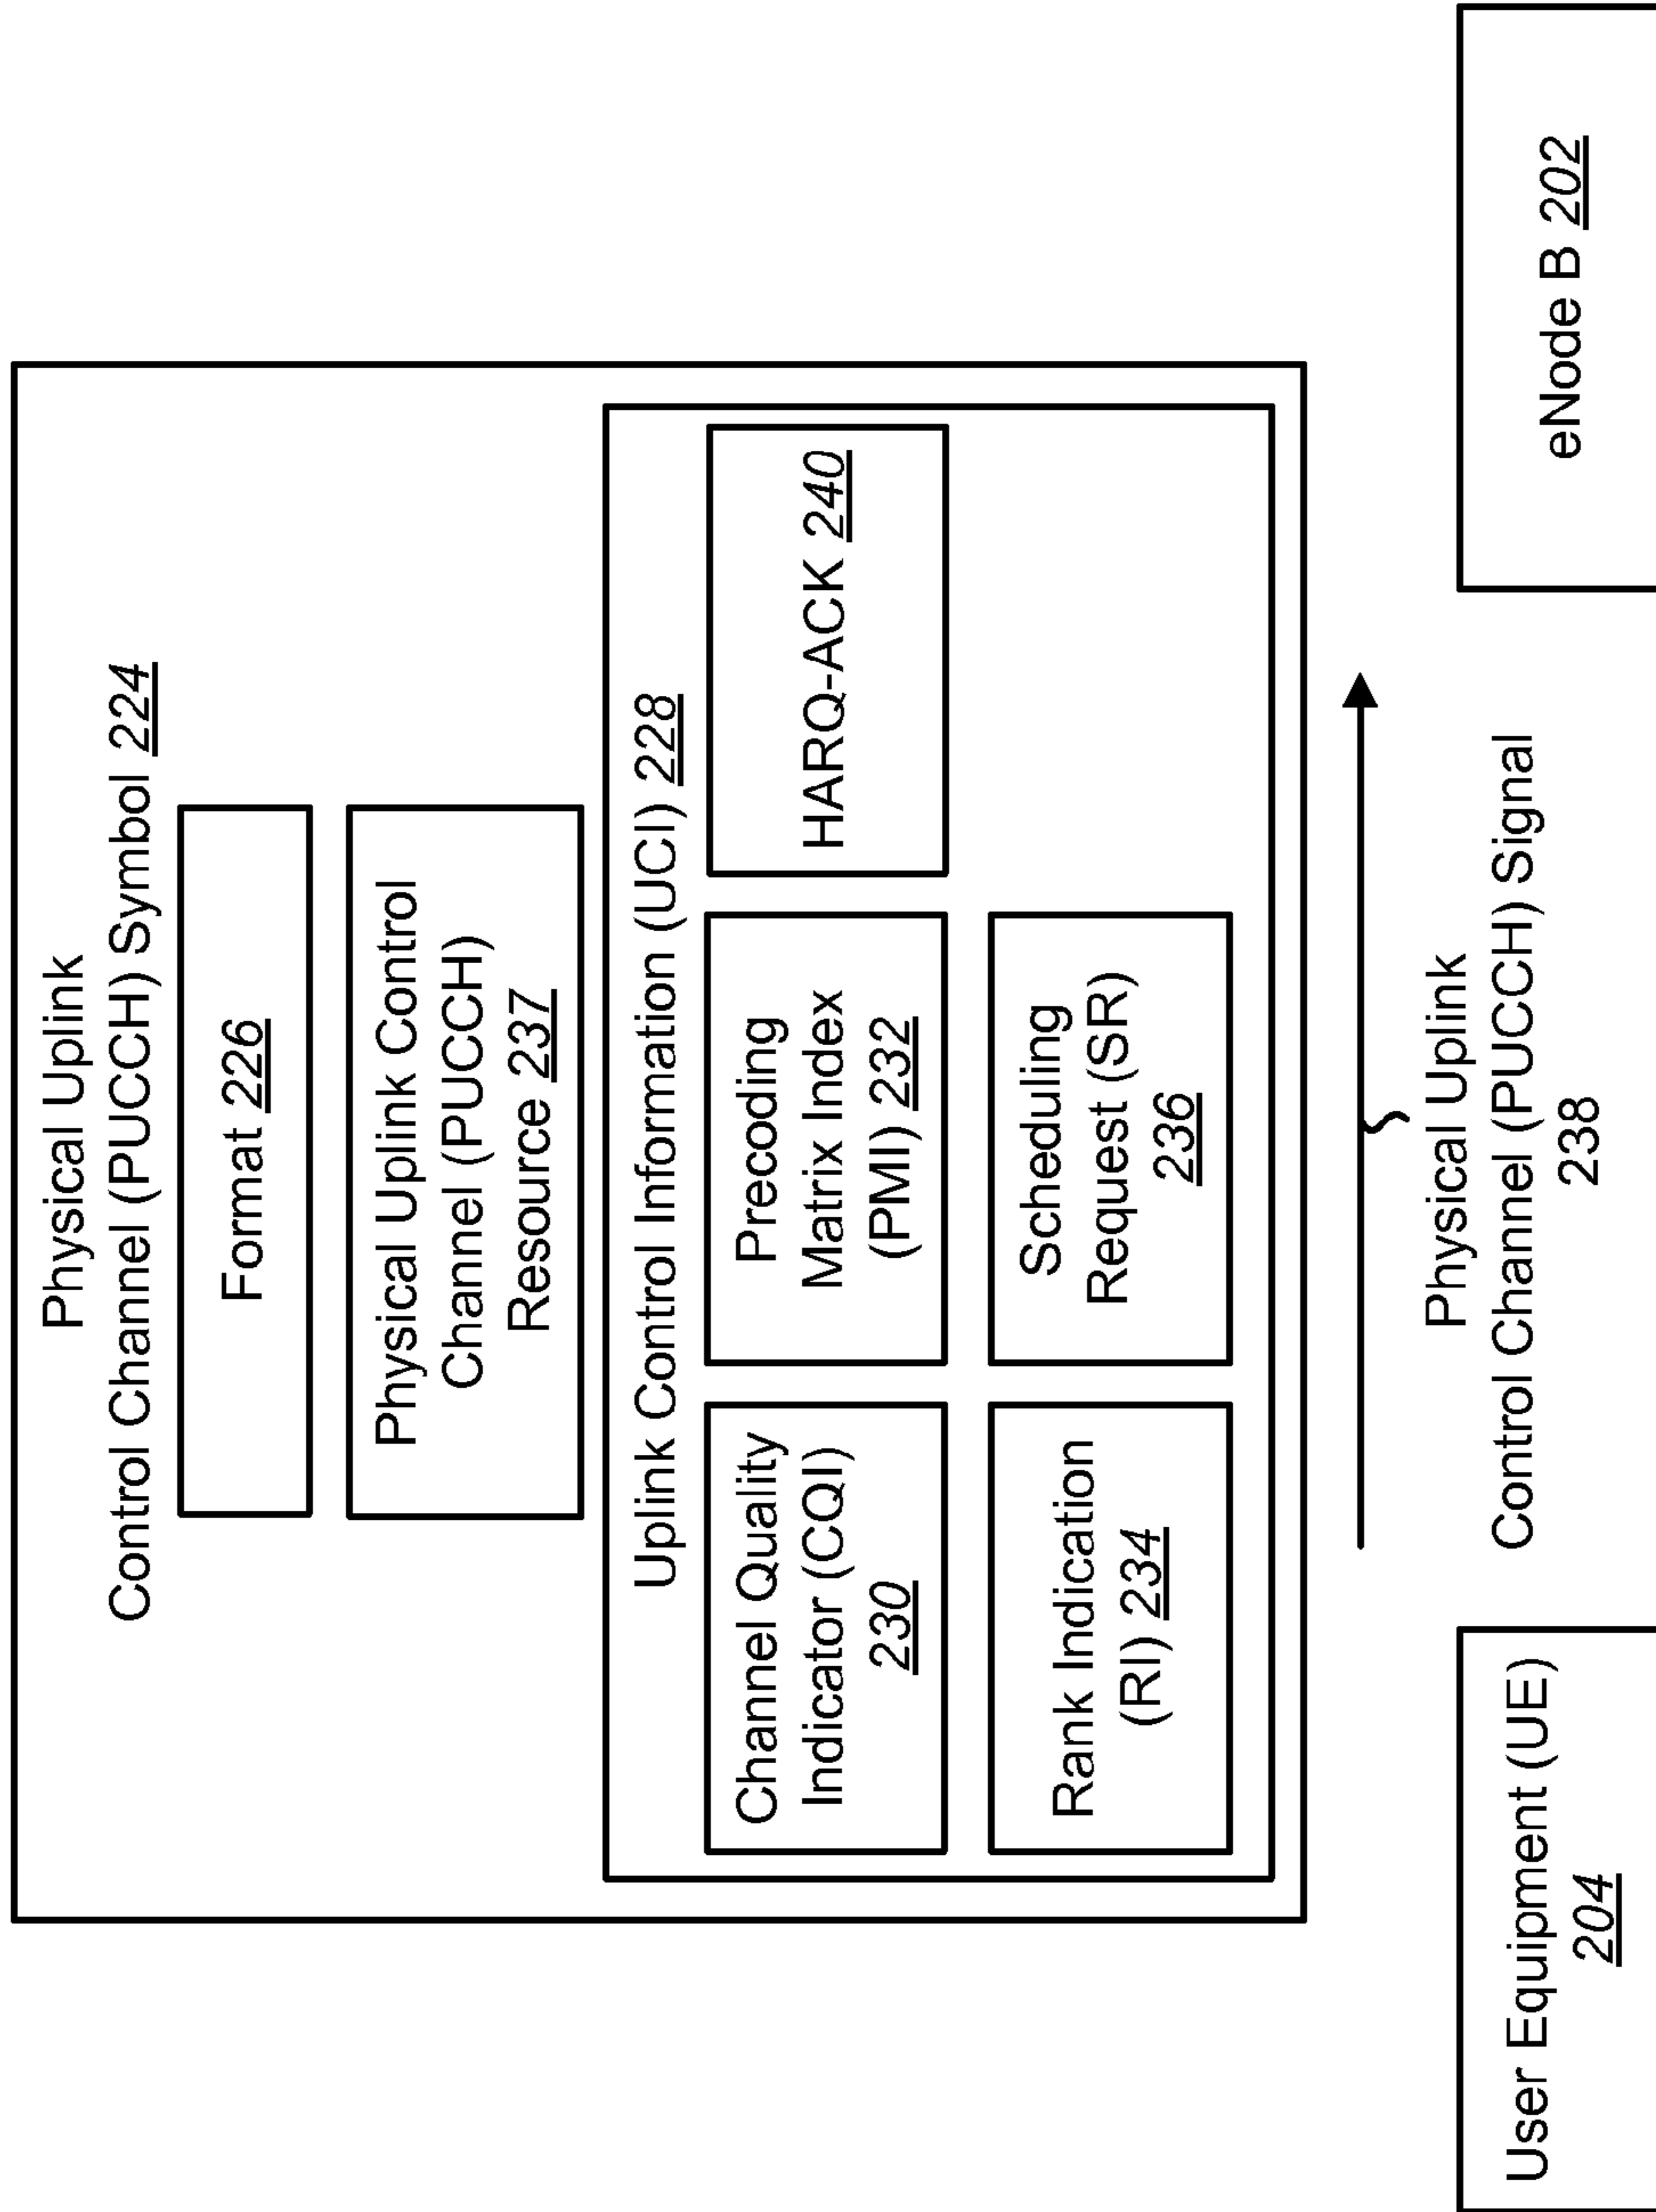 Physical Uplink
Control Channel (PUCCH) Symbol 224
Format 226
Physical Uplink Control
Channel (PUCCH)
Resource 237
Uplink Control Information (UCI) 228
Channel Quality
Indicator (CQI)
230
Precoding
Matrix Index
(PMI) 232
HARQ-ACK 240
Rank Indication
(RI) 234
Scheduling
Request (SR)
236
Physical Uplink
Control Channel (PUCCH) Signal
238
User Equipment (UE)
204
eNode B 202